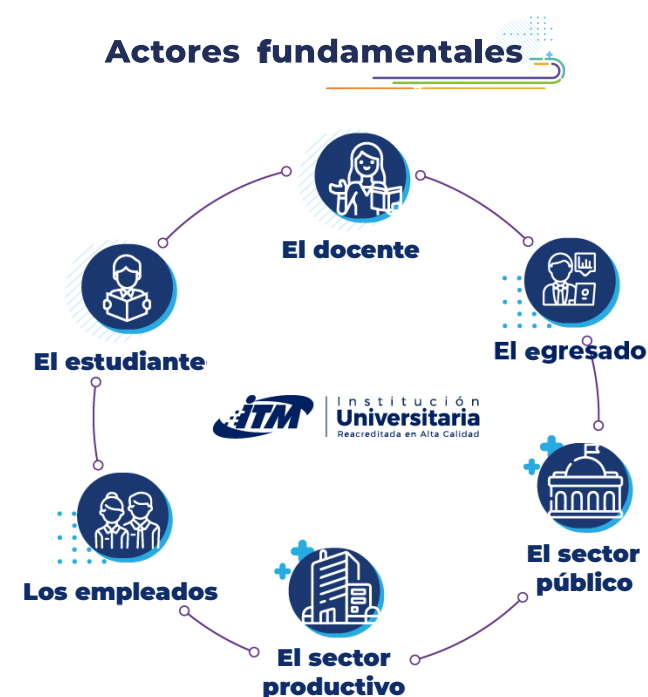 Actores fundamentales
El docente
El estudiante
El egresado
iTM
Institución
Universitaria
Reacreditada en Alta Calidad
El sector
público
Los empleados
El sector
productivo